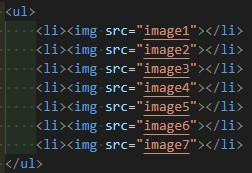 <ul>
    <li><img src="image1"></li>
    <li><img src="image2"></li>
    <li><img src="image3"></li>
    <li><img src="image4"></li>
    <li><img src="image5"></li>
    <li><img src="image6"></li>
    <li><img src="image7"></li>
</ul>